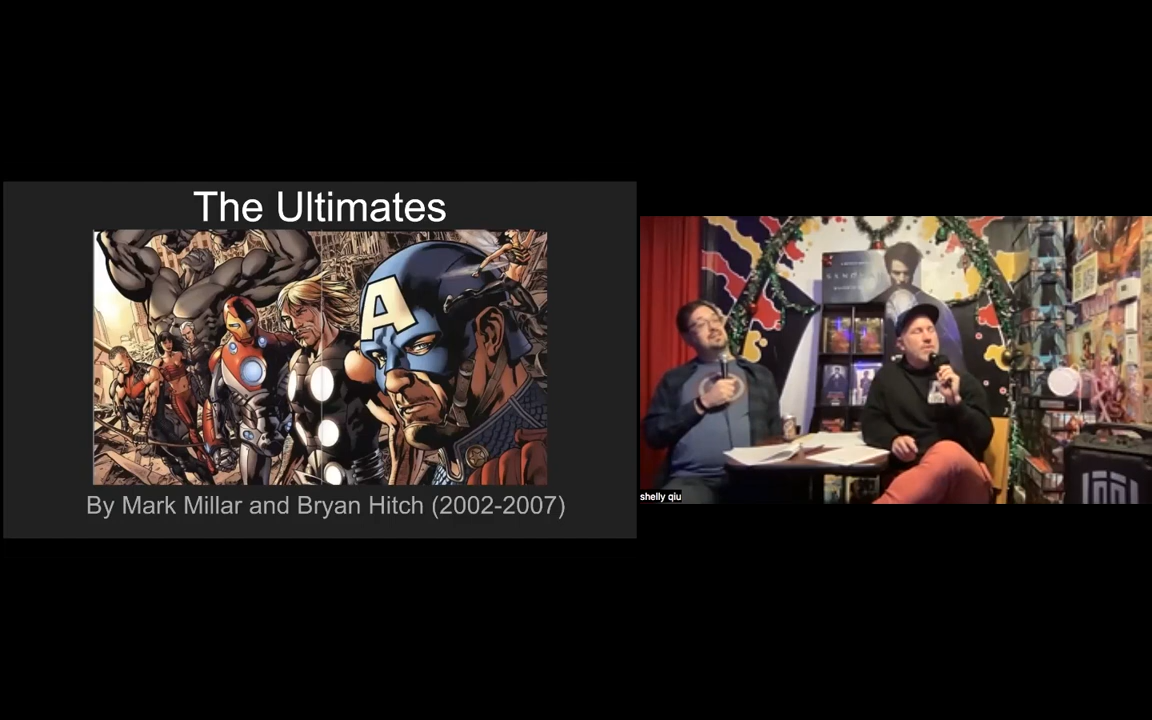 The Ultimates
A
By Mark Millar and Bryan Hitch (2002-2007)
shelly qiu